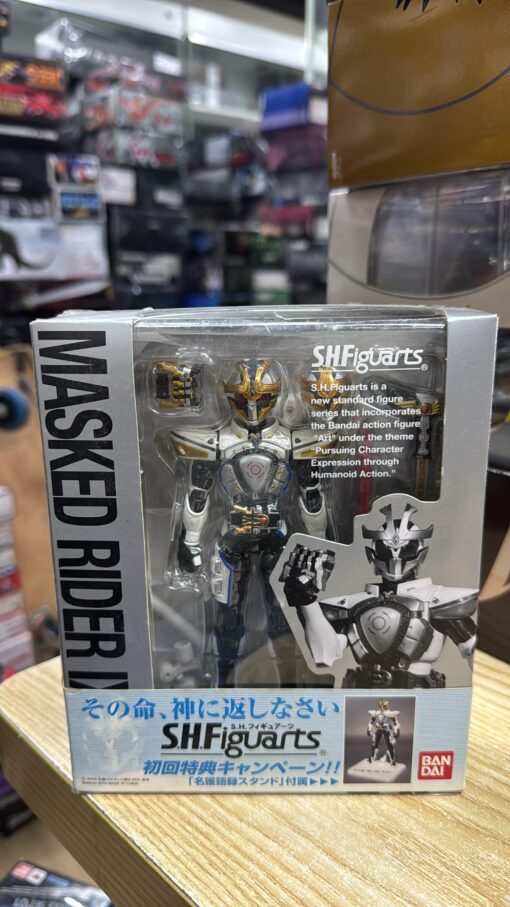 MASKED RIDER IX
S.H.Figuarts®
S.H.Figuarts is a
new standard figure
series that incorporates
the Bandai action figure
"Art" under the theme
"Pursuing Character
Expression through
Humanoid Action."
その命、神に返しなさい
S.H.フィギュアーツ
S.H.Figuarts®
初回特典キャンペーン!!
「名護語録スタンド」付属▶▶▶
BAN
DAI